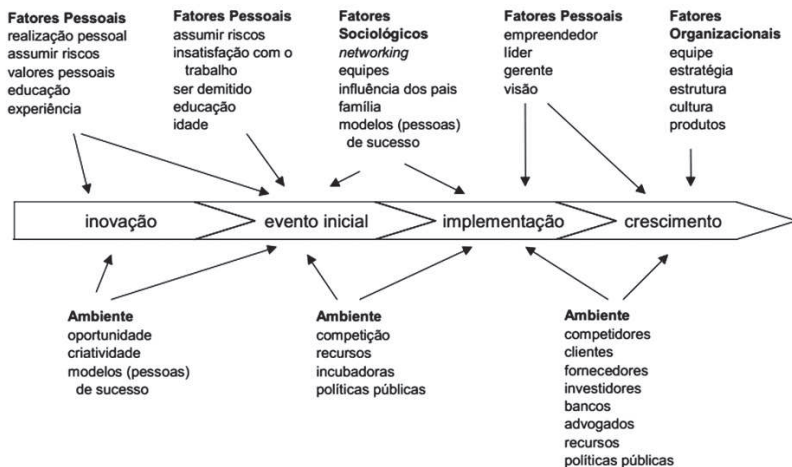 Fatores Pessoais
realização pessoal
assumir riscos
valores pessoais
educação
experiência
Fatores Pessoais
assumir riscos
insatisfação com o
trabalho
ser demitido
educação
idade
Fatores
Sociológicos
networking
equipes
influência dos pais
família
modelos (pessoas)
de sucesso
Fatores Pessoais
empreendedor
líder
gerente
visão
Fatores
Organizacionais
equipe
estratégia
estrutura
cultura
produtos
inovação
evento inicial
implementação
crescimento
Ambiente
oportunidade
criatividade
modelos (pessoas)
de sucesso
Ambiente
competição
recursos
incubadoras
políticas públicas
Ambiente
competidores
clientes
fornecedores
investidores
bancos
advogados
recursos
políticas públicas